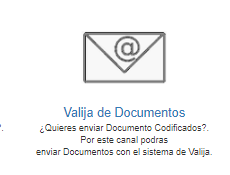 @
Valija de Documentos
?. ¿Quieres enviar Documento Codificados?.
Por este canal podras
enviar Documentos con el sistema de Valija.